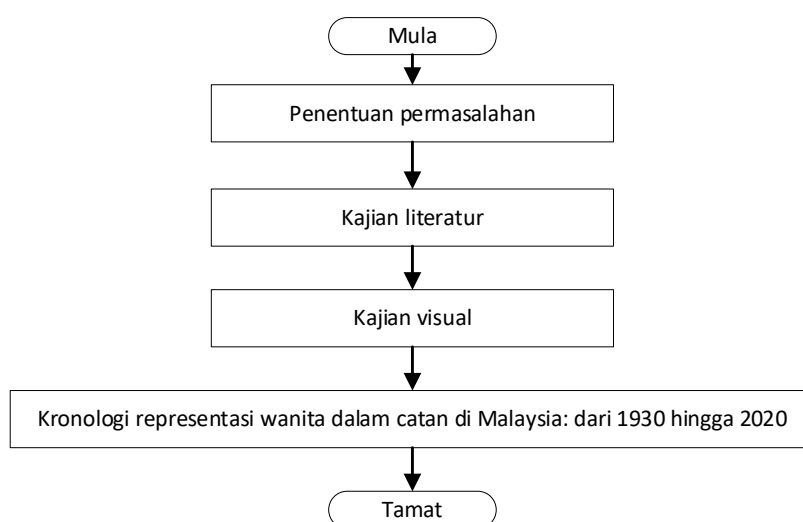 Mula
Penentuan permasalahan
Kajian literatur
Kajian visual
Kronologi representasi wanita dalam catan di Malaysia: dari 1930 hingga 2020
Tamat